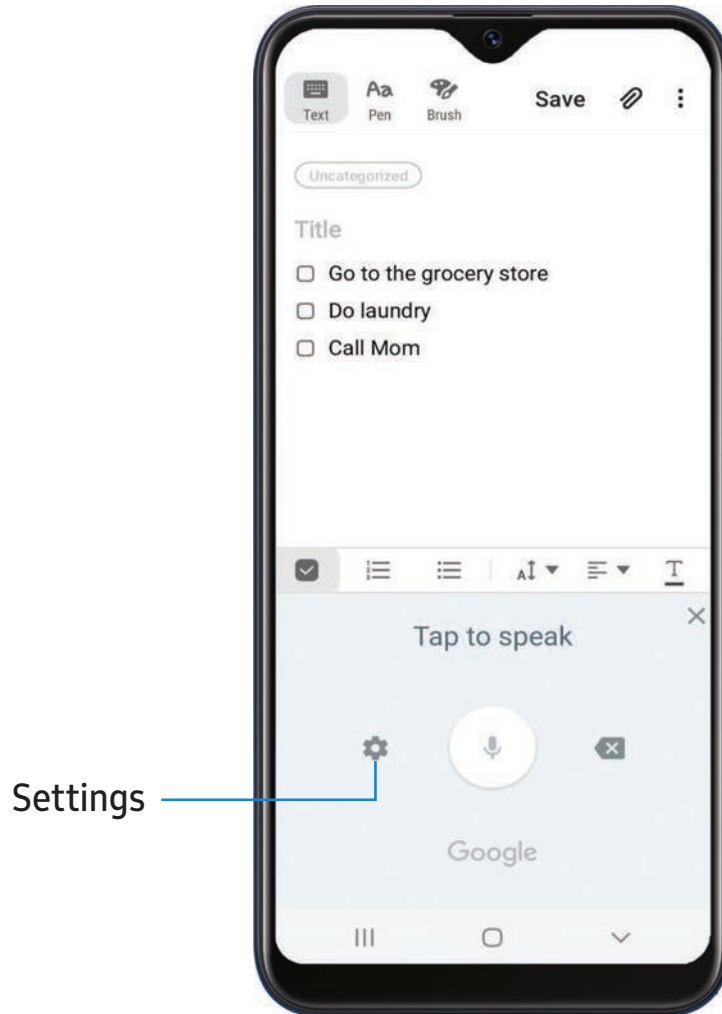 Text
Aa
Pen
Brush
Save
Uncategorized
Title
Go to the grocery store
Do laundry
Call Mom
A
T
Tap to speak
Settings
Google